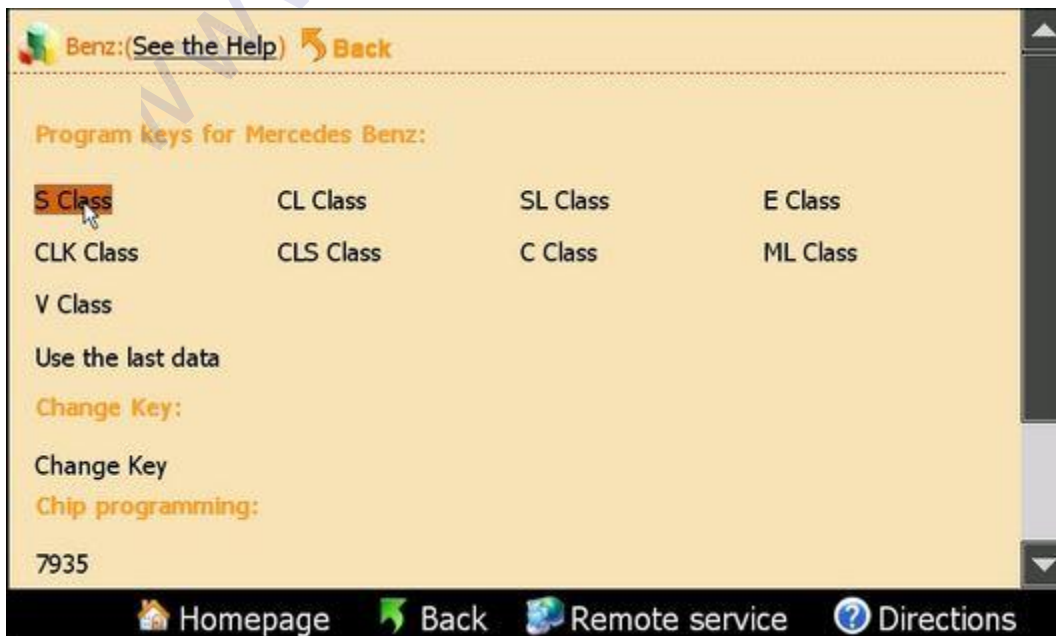 Benz:(See the Help) Back
Program keys for Mercedes Benz:
S Class CL Class SL Class E Class
CLK Class CLS Class C Class ML Class
V Class
Use the last data
Change Key:
Change Key
Chip programming:
7935
Homepage Back Remote service Directions